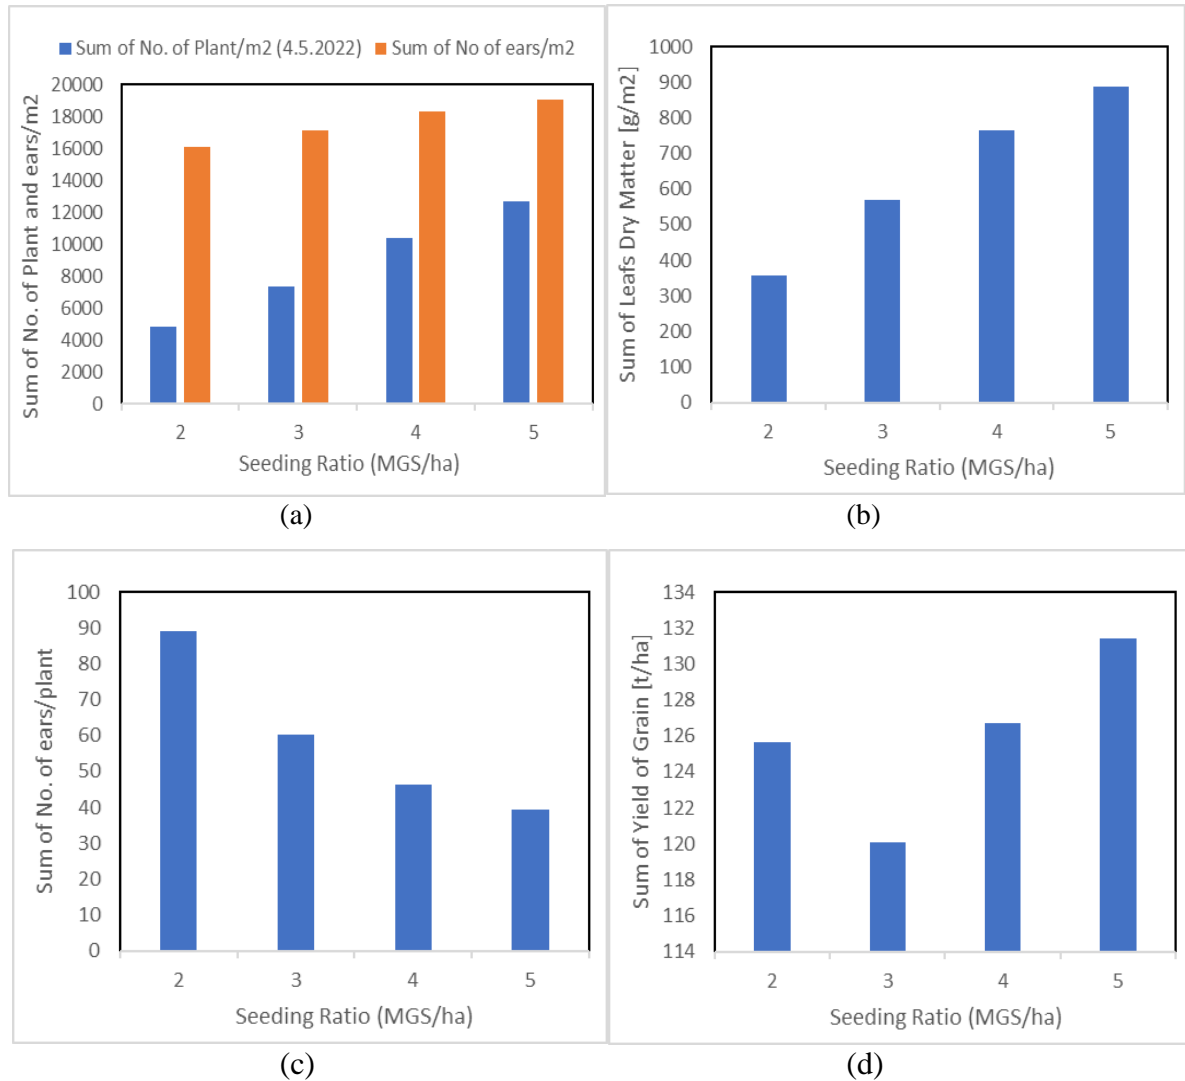 Sum of No. of Plant/m2 (4.5.2022) Sum of No of ears/m2
Sum of No. of Plant and ears/m2
20000
18000
16000
14000
12000
10000
8000
6000
4000
2000
0
2 3 4 5
Seeding Ratio (MGS/ha)
(a)
Sum of Leafs Dry Matter [g/m2]
1000
900
800
700
600
500
400
300
200
100
0
2 3 4 5
Seeding Ratio (MGS/ha)
(b)
Sum of No. of ears/plant
100
90
80
70
60
50
40
30
20
10
0
2 3 4 5
Seeding Ratio (MGS/ha)
(c)
Sum of Yield of Grain [t/ha]
134
132
130
128
126
124
122
120
118
116
114
2 3 4 5
Seeding Ratio (MGS/ha)
(d)